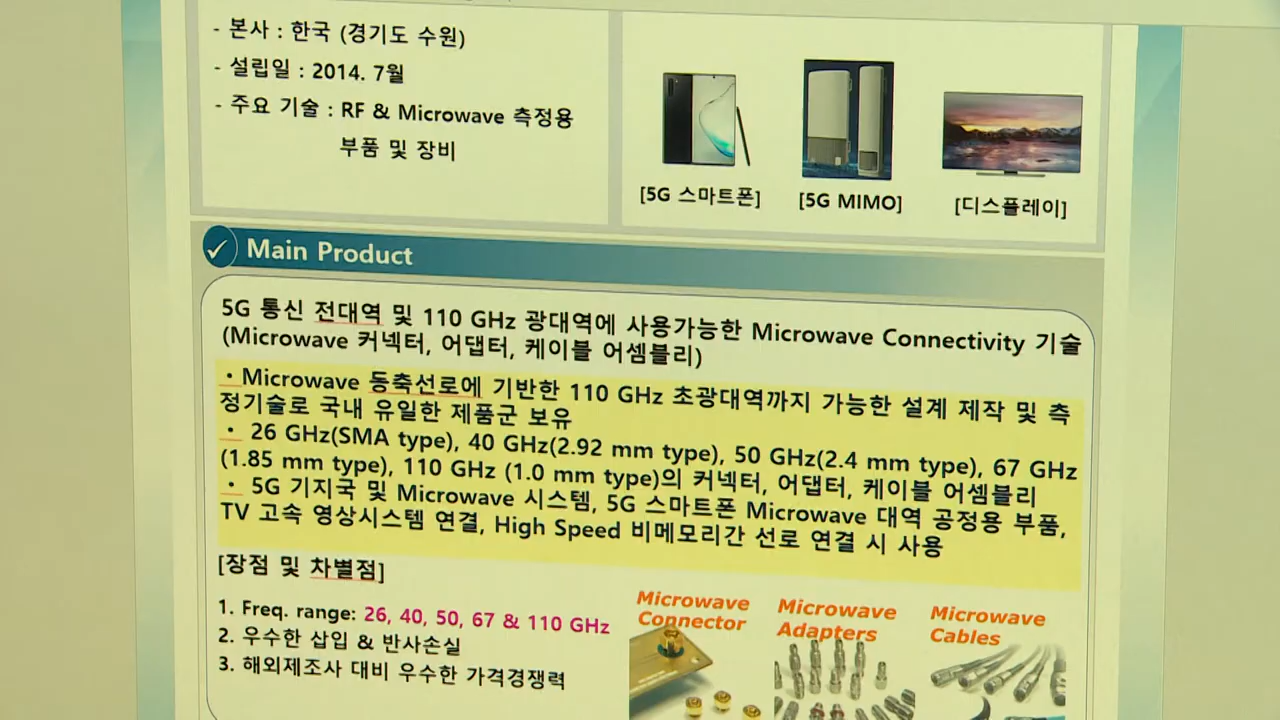 - 본사 : 한국 (경기도 수원)
- 설립일 : 2014. 7월
- 주요 기술 : RF & Microwave 측정용
부품 및 장비
[5G 스마트폰]
[5G MIMO]
[디스플레이]
✓ Main Product
5G 통신 전대역 및 110 GHz 광대역에 사용가능한 Microwave Connectivity 기술
(Microwave 커넥터, 어댑터, 케이블 어셈블리)
・Microwave 동축선로에 기반한 110 GHz 초광대역까지 가능한 설계 제작 및 측
정기술로 국내 유일한 제품군 보유
・ 26 GHz(SMA type), 40 GHz(2.92 mm type), 50 GHz(2.4 mm type), 67 GHz
(1.85 mm type), 110 GHz (1.0 mm type)의 커넥터, 어댑터, 케이블 어셈블리
・ 5G 기지국 및 Microwave 시스템, 5G 스마트폰 Microwave 대역 공정용 부품,
TV 고속 영상시스템 연결, High Speed 비메모리간 선로 연결 시 사용
[장점 및 차별점]
1. Freq. range: 26, 40, 50, 67 & 110 GHz
2. 우수한 삽입 & 반사손실
3. 해외제조사 대비 우수한 가격경쟁력
Microwave
Connector
Microwave
Adapters
Microwave
Cables